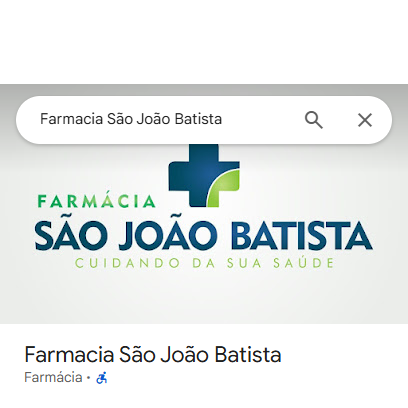 Farmacia São João Batista
FARMÁCIA
SÃO JOÃO BATISTA
CUIDANDO DA SUA SAÚDE
Farmacia São João Batista
Farmácia ·